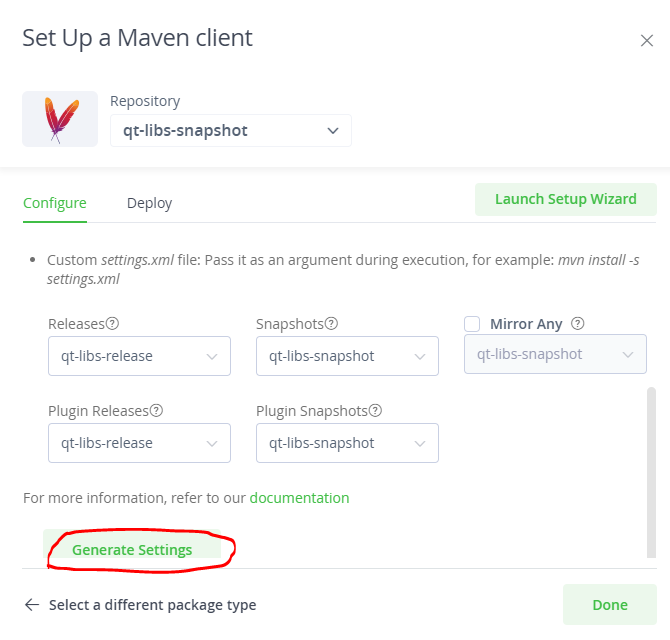 Set Up a Maven client
Repository
qt-libs-snapshot
Configure
Deploy
Launch Setup Wizard
• Custom settings.xml file: Pass it as an argument during execution, for example: mvn install -s
settings.xml
Releases
Snapshots
Mirror Any
qt-libs-release
qt-libs-snapshot
qt-libs-snapshot
Plugin Releases
Plugin Snapshots
qt-libs-release
qt-libs-snapshot
For more information, refer to our documentation
Generate Settings
Select a different package type
Done